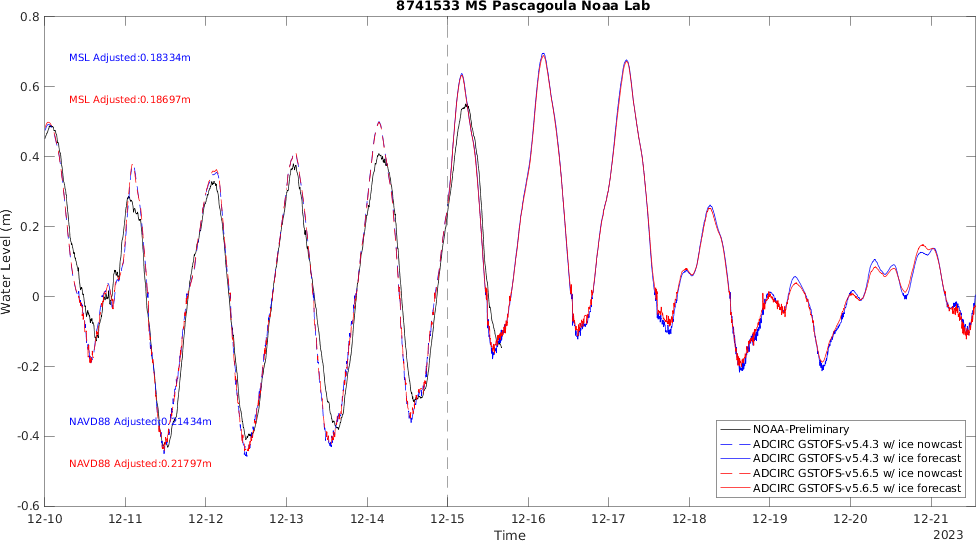 8741533 MS Pascagoula Noaa Lab
0.8
0.6
0.4
0.2
0
-0.2
-0.4
-0.6
Water Level (m)
MSL Adjusted:0.18334m
MSL Adjusted:0.18697m
NAVD88 Adjusted:0.21434m
NAVD88 Adjusted:0.21797m
NOAA-Preliminary
ADCIRC GSTOFS-v5.4.3 w/ ice nowcast
ADCIRC GSTOFS-v5.4.3 w/ ice forecast
ADCIRC GSTOFS-v5.6.5 w/ ice nowcast
ADCIRC GSTOFS-v5.6.5 w/ ice forecast
12-10 12-11 12-12 12-13 12-14 12-15 12-16 12-17 12-18 12-19 12-20 12-21
Time
2023